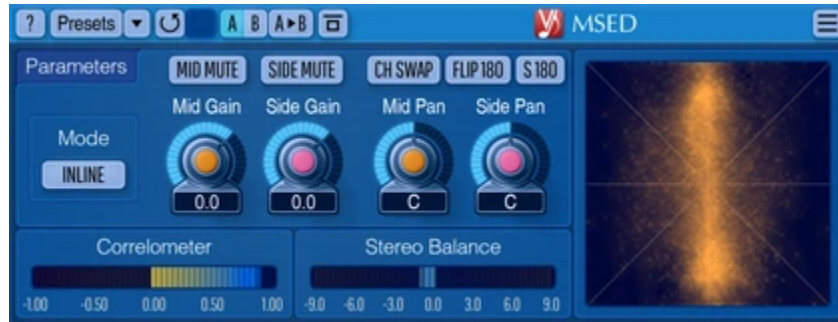 ? Presets A B A▸B MSED
Parameters MID MUTE SIDE MUTE CH SWAP FLIP 180 S 180
Mid Gain Side Gain Mid Pan Side Pan
Mode
INLINE
0.0 0.0 C C
Correlometer Stereo Balance
-1.00 -0.50 0.00 0.50 1.00 -9.0 -6.0 -3.0 0.0 3.0 6.0 9.0